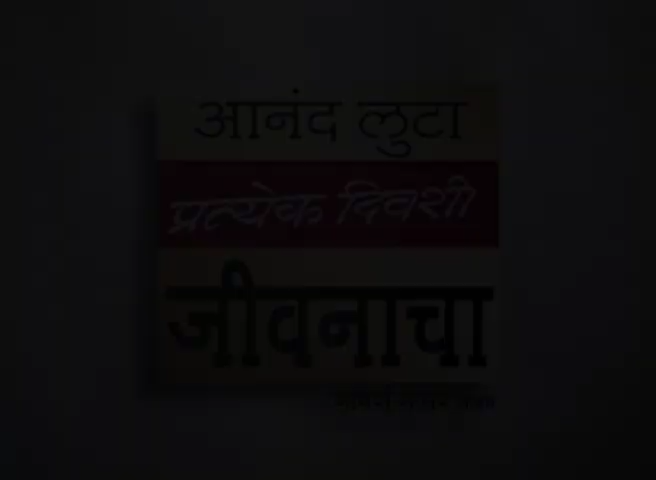 आनंद लुटा
प्रत्येक दिवशी
जीवनाचा